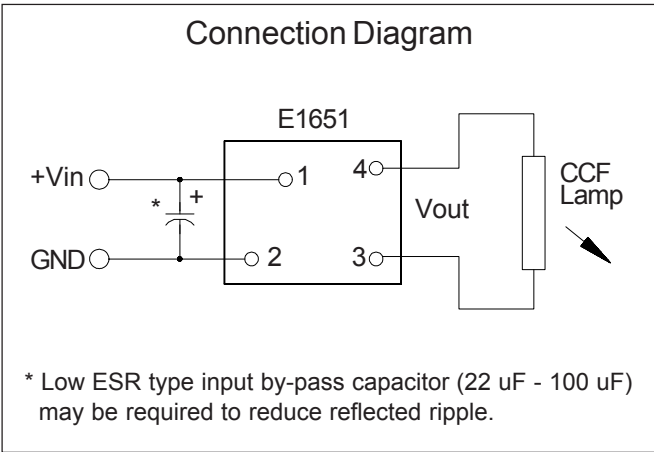 Connection Diagram
E1651
+Vin
1
4
CCF
Lamp
*
+
Vout
GND
2
3
* Low ESR type input by-pass capacitor (22 uF - 100 uF)
may be required to reduce reflected ripple.